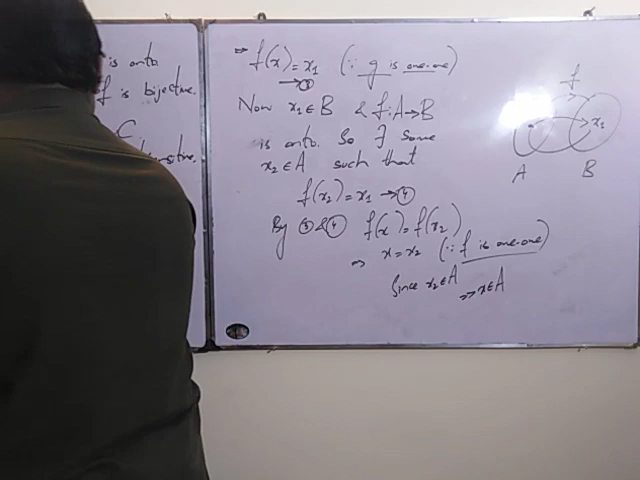 is onto
f is bijective.
C
⇒ f(x) = x₁ (∵ g is one-one)
→ ③
Now x₁ ∈ B & f: A→B
is onto. So ∃ some
x₂ ∈ A such that
f(x₂) = x₁ → ④
By ③ & ④ f(x) = f(x₂)
⇒ x = x₂ (∵ f is one-one)
Since x₂ ∈ A
⇒ x ∈ A
f
x₁
A B